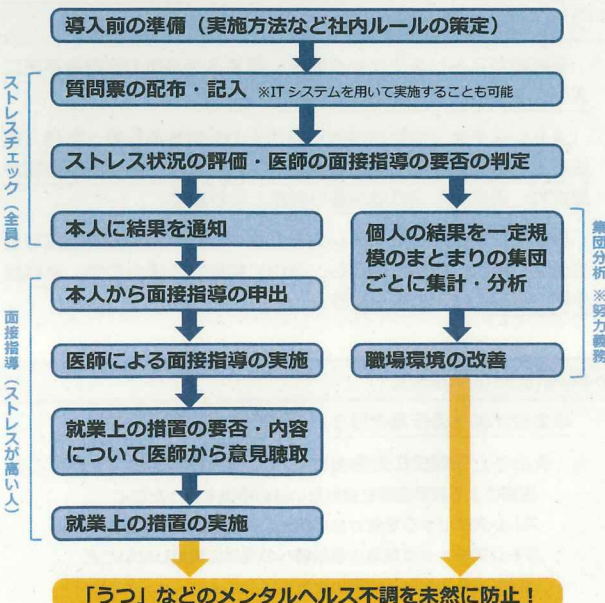 導入前の準備（実施方法など社内ルールの策定）
ストレスチェック（全員）
質問票の配布・記入 ※ITシステムを用いて実施することも可能
ストレス状況の評価・医師の面接指導の要否の判定
本人に結果を通知
面接指導（ストレスが高い人）
本人から面接指導の申出
医師による面接指導の実施
就業上の措置の要否・内容
について医師から意見聴取
就業上の措置の実施
個人の結果を一定規
模のまとまりの集団
ごとに集計・分析
職場環境の改善
集団分析 ※努力義務
「うつ」などのメンタルヘルス不調を未然に防止！